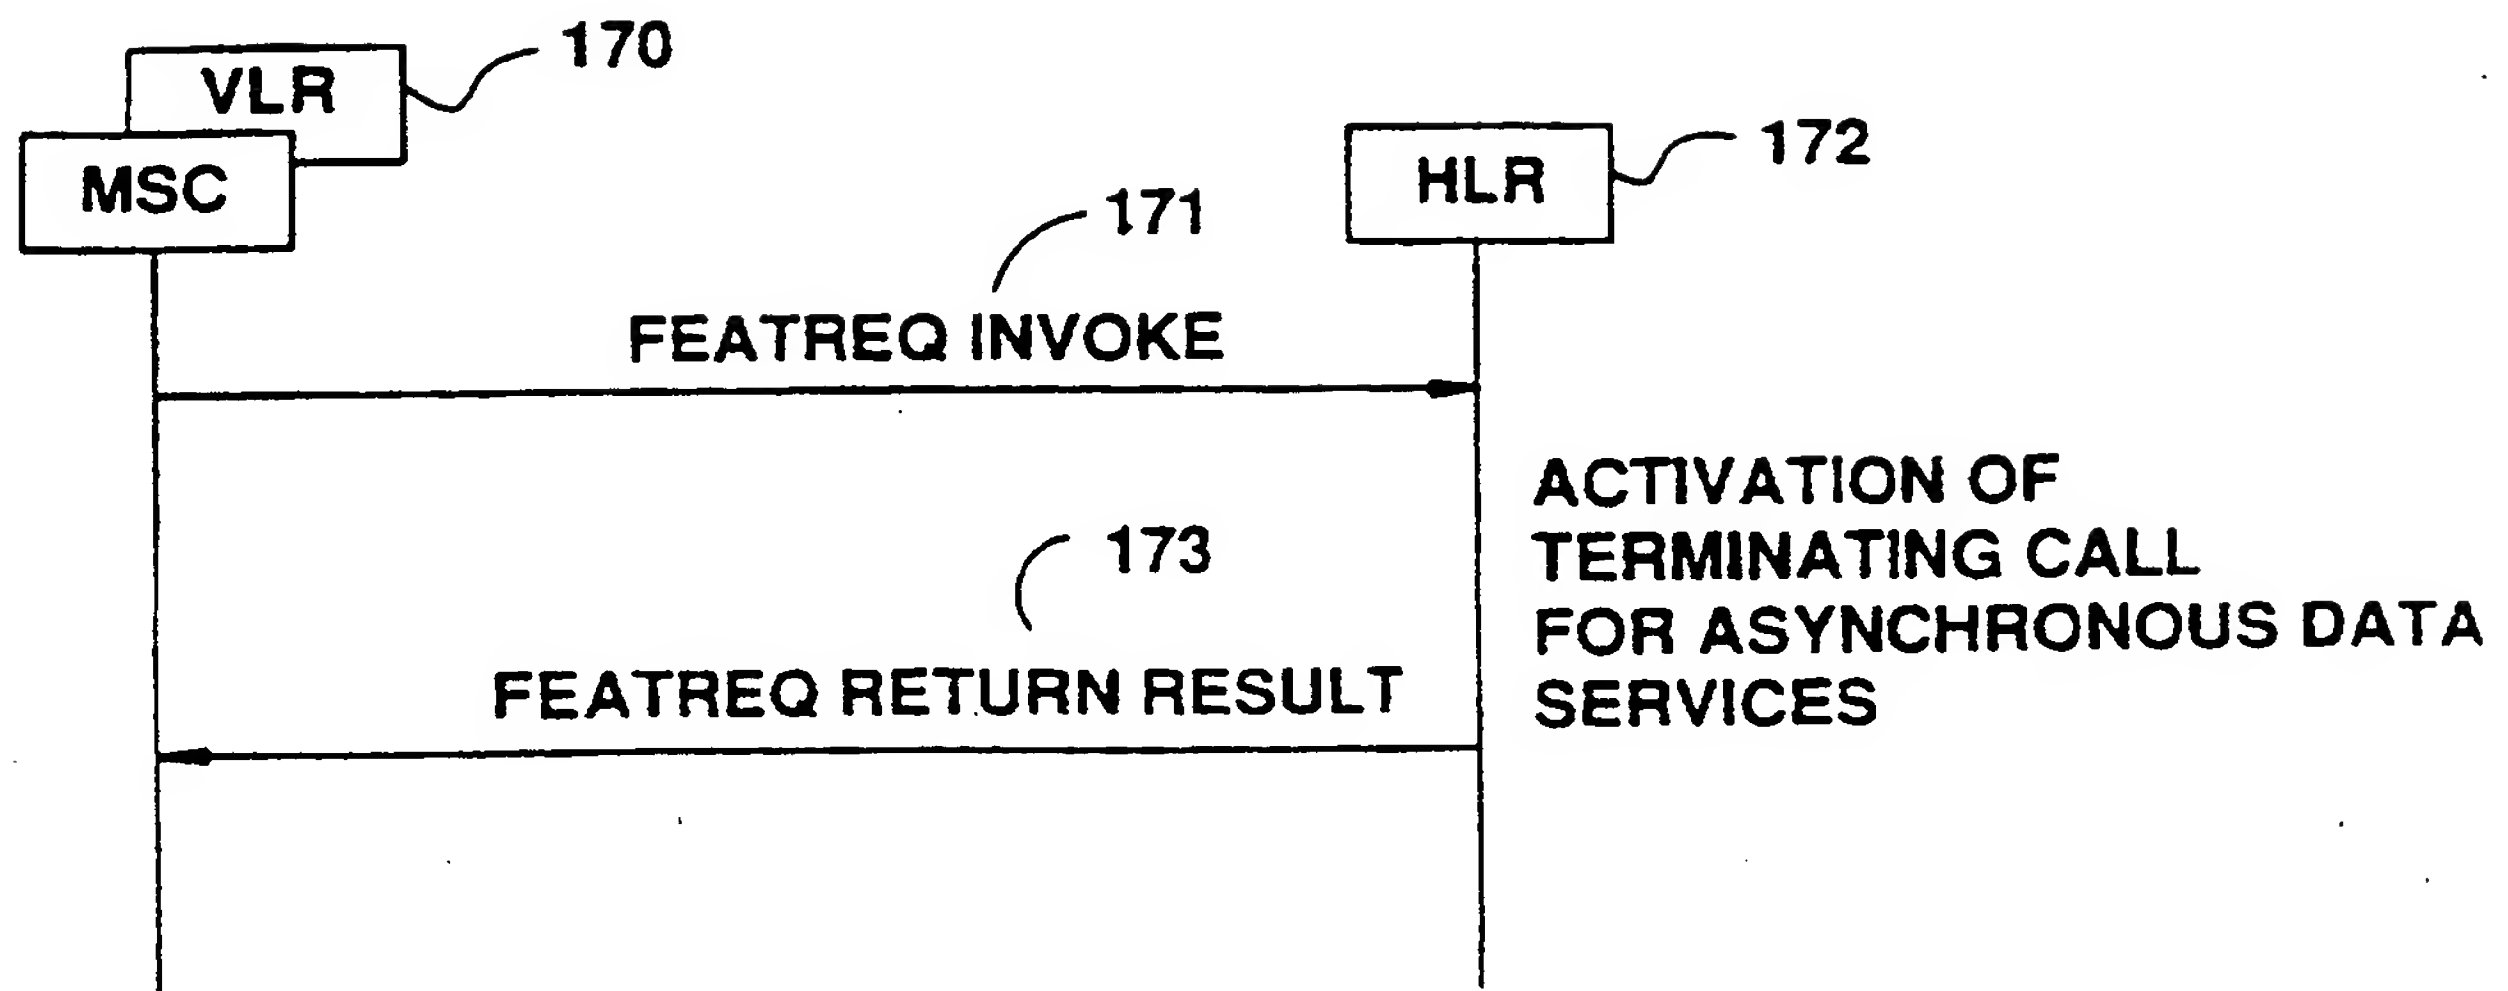 170
VLR
MSC
HLR
172
171
FEATREQ INVOKE
ACTIVATION OF
TERMINATING CALL
FOR ASYNCHRONOUS DATA
SERVICES
173
FEATREQ RETURN RESULT